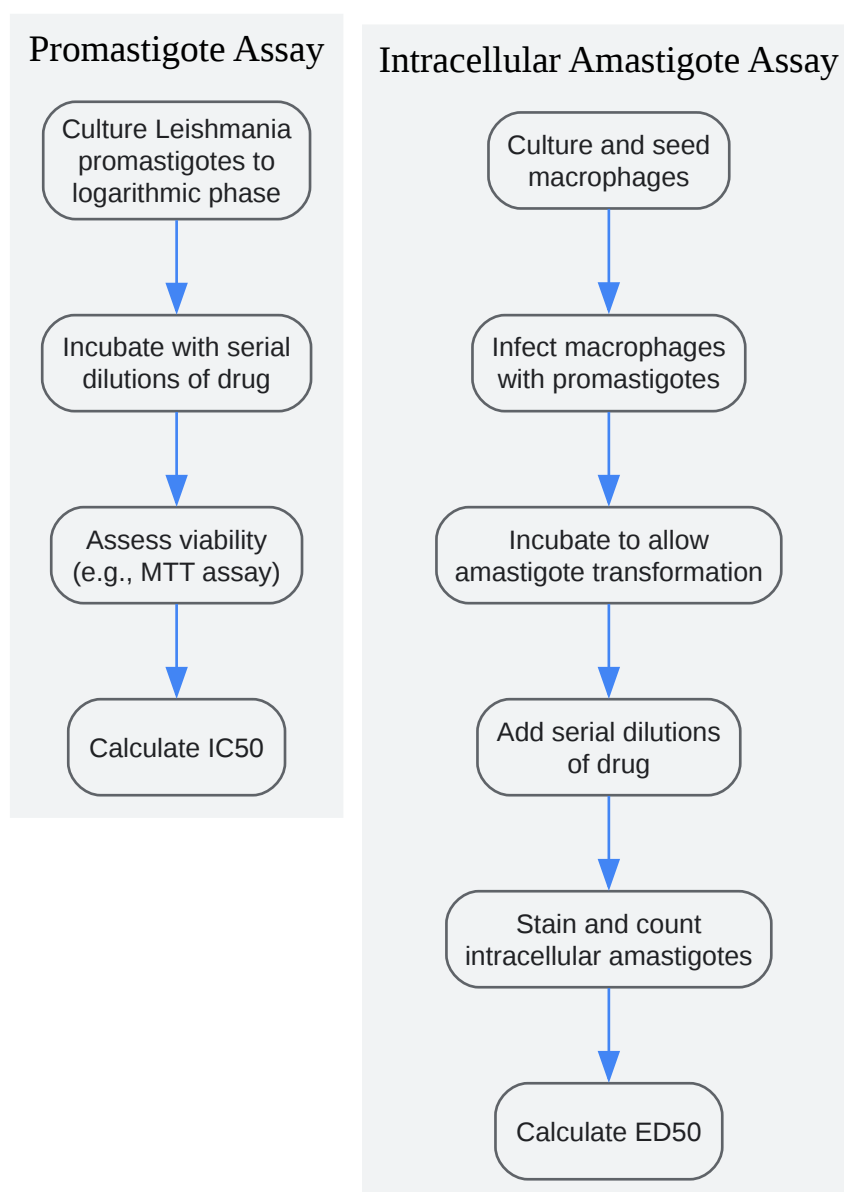 Promastigote Assay
Culture Leishmania
promastigotes to
logarithmic phase
Incubate with serial
dilutions of drug
Assess viability
(e.g., MTT assay)
Calculate IC50
Intracellular Amastigote Assay
Culture and seed
macrophages
Infect macrophages
with promastigotes
Incubate to allow
amastigote transformation
Add serial dilutions
of drug
Stain and count
intracellular amastigotes
Calculate ED50